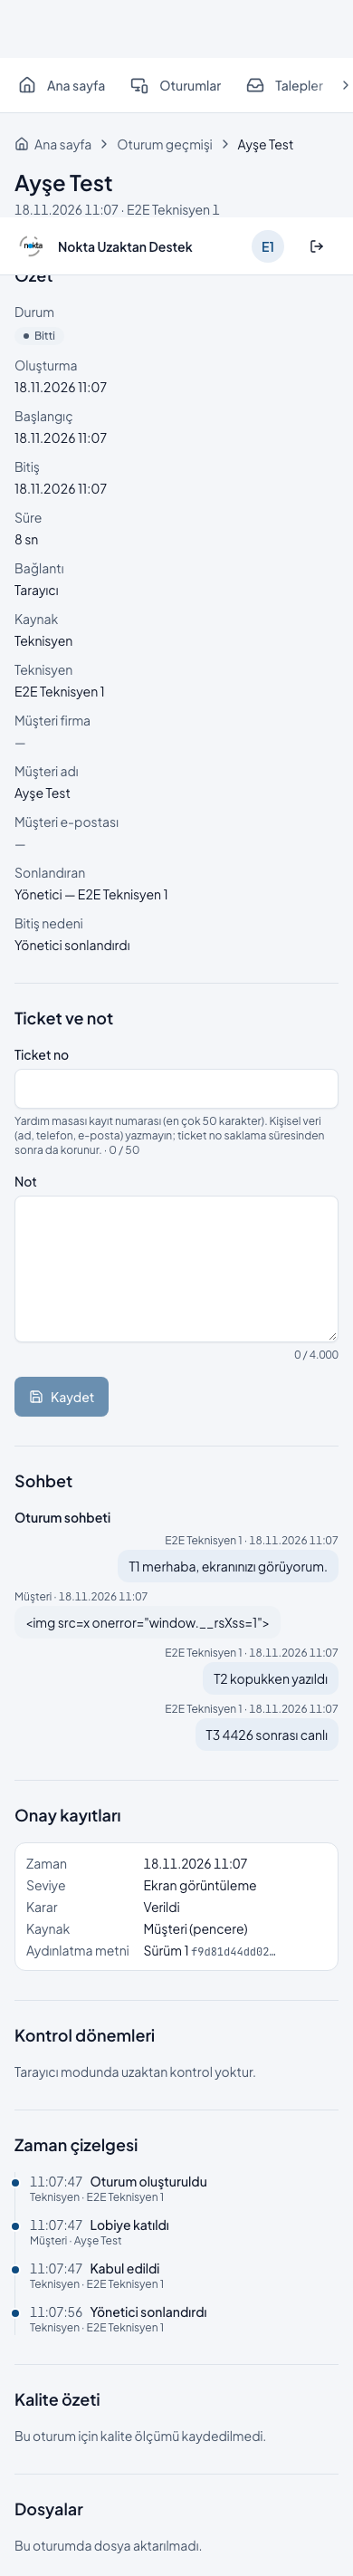 Ana sayfa
Oturumlar
Talepler
Ana sayfa
Oturum geçmişi
Ayşe Test
Ayşe Test
18.11.2026 11:07 · E2E Teknisyen 1
nokta
Nokta Uzaktan Destek
E1
Özet
Durum
Bitti
Oluşturma
18.11.2026 11:07
Başlangıç
18.11.2026 11:07
Bitiş
18.11.2026 11:07
Süre
8 sn
Bağlantı
Tarayıcı
Kaynak
Teknisyen
Teknisyen
E2E Teknisyen 1
Müşteri firma
—
Müşteri adı
Ayşe Test
Müşteri e-postası
—
Sonlandıran
Yönetici — E2E Teknisyen 1
Bitiş nedeni
Yönetici sonlandırdı
Ticket ve not
Ticket no
Yardım masası kayıt numarası (en çok 50 karakter). Kişisel veri
(ad, telefon, e-posta) yazmayın; ticket no saklama süresinden
sonra da korunur. · 0 / 50
Not
0 / 4.000
Kaydet
Sohbet
Oturum sohbeti
E2E Teknisyen 1 · 18.11.2026 11:07
T1 merhaba, ekranınızı görüyorum.
Müşteri · 18.11.2026 11:07
<img src=x onerror="window.__rsXss=1">
E2E Teknisyen 1 · 18.11.2026 11:07
T2 kopukken yazıldı
E2E Teknisyen 1 · 18.11.2026 11:07
T3 4426 sonrası canlı
Onay kayıtları
Zaman 18.11.2026 11:07
Seviye Ekran görüntüleme
Karar Verildi
Kaynak Müşteri (pencere)
Aydınlatma metni Sürüm 1 f9d81d44dd02…
Kontrol dönemleri
Tarayıcı modunda uzaktan kontrol yoktur.
Zaman çizelgesi
11:07:47 Oturum oluşturuldu
Teknisyen · E2E Teknisyen 1
11:07:47 Lobiye katıldı
Müşteri · Ayşe Test
11:07:47 Kabul edildi
Teknisyen · E2E Teknisyen 1
11:07:56 Yönetici sonlandırdı
Teknisyen · E2E Teknisyen 1
Kalite özeti
Bu oturum için kalite ölçümü kaydedilmedi.
Dosyalar
Bu oturumda dosya aktarılmadı.